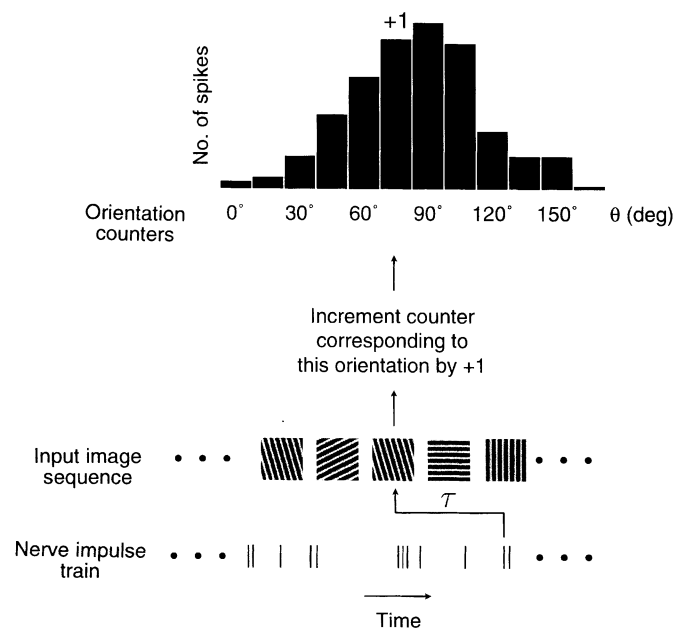 +1
No. of spikes
Orientation
counters
0° 30° 60° 90° 120° 150° θ (deg)
Increment counter
corresponding to
this orientation by +1
Input image
sequence
τ
Nerve impulse
train
Time